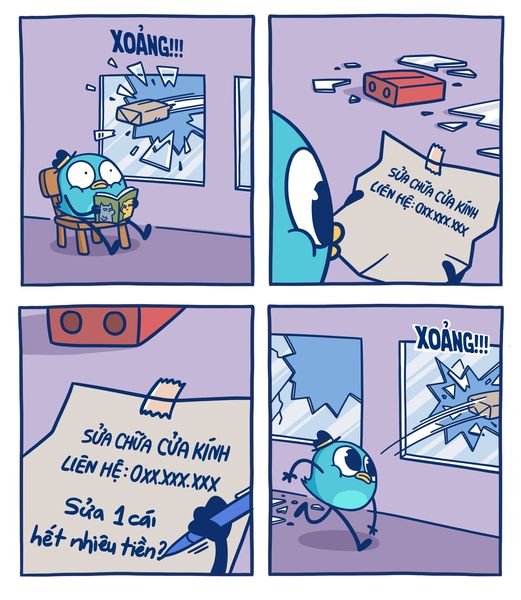 XOẢNG!!!
SỬA CHỮA CỬA KÍNH
LIÊN HỆ: 0XX.XXX.XXX
SỬA CHỮA CỬA KÍNH
LIÊN HỆ: 0XX.XXX.XXX
Sửa 1 cái
hết nhiêu tiền?
XOẢNG!!!